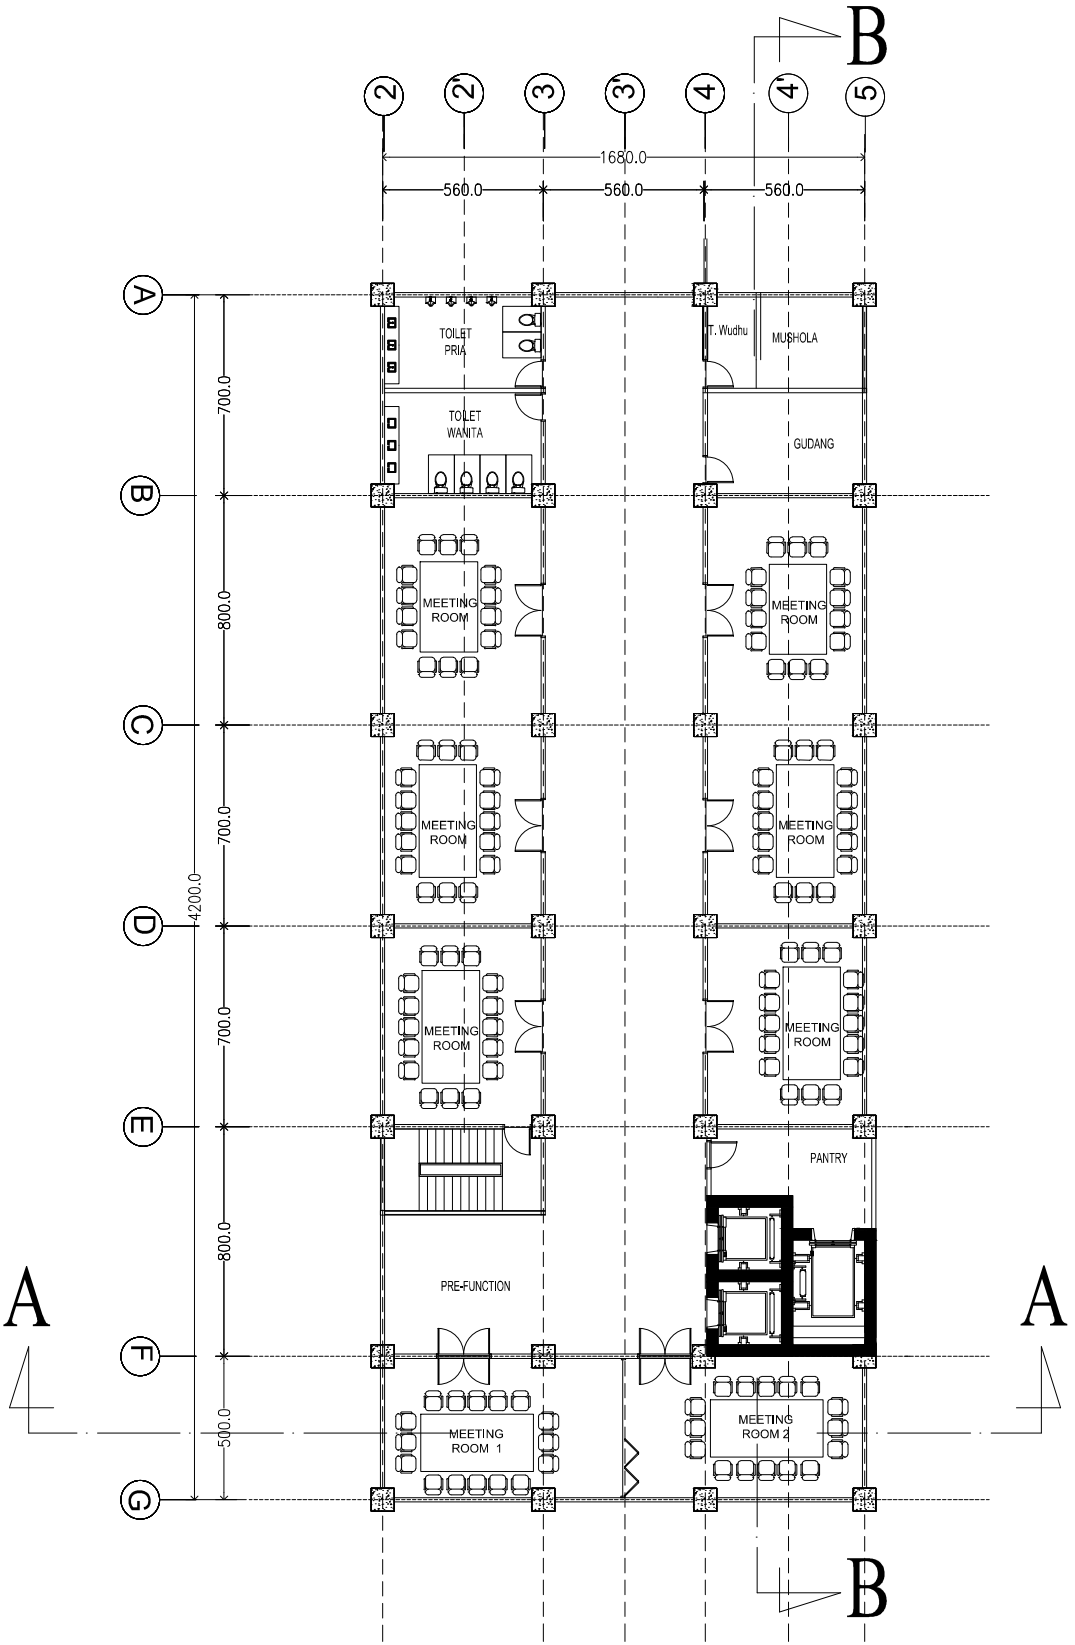 B
2
2'
3
3'
4
4'
5
1680.0
560.0
560.0
560.0
A
TOILET
PRIA
T. Wudhu
MUSHOLA
700.0
TOILET
WANITA
GUDANG
B
800.0
MEETING
ROOM
MEETING
ROOM
C
700.0
MEETING
ROOM
MEETING
ROOM
4200.0
D
700.0
MEETING
ROOM
MEETING
ROOM
E
PANTRY
800.0
PRE-FUNCTION
A
A
F
500.0
MEETING
ROOM 1
MEETING
ROOM 2
G
B